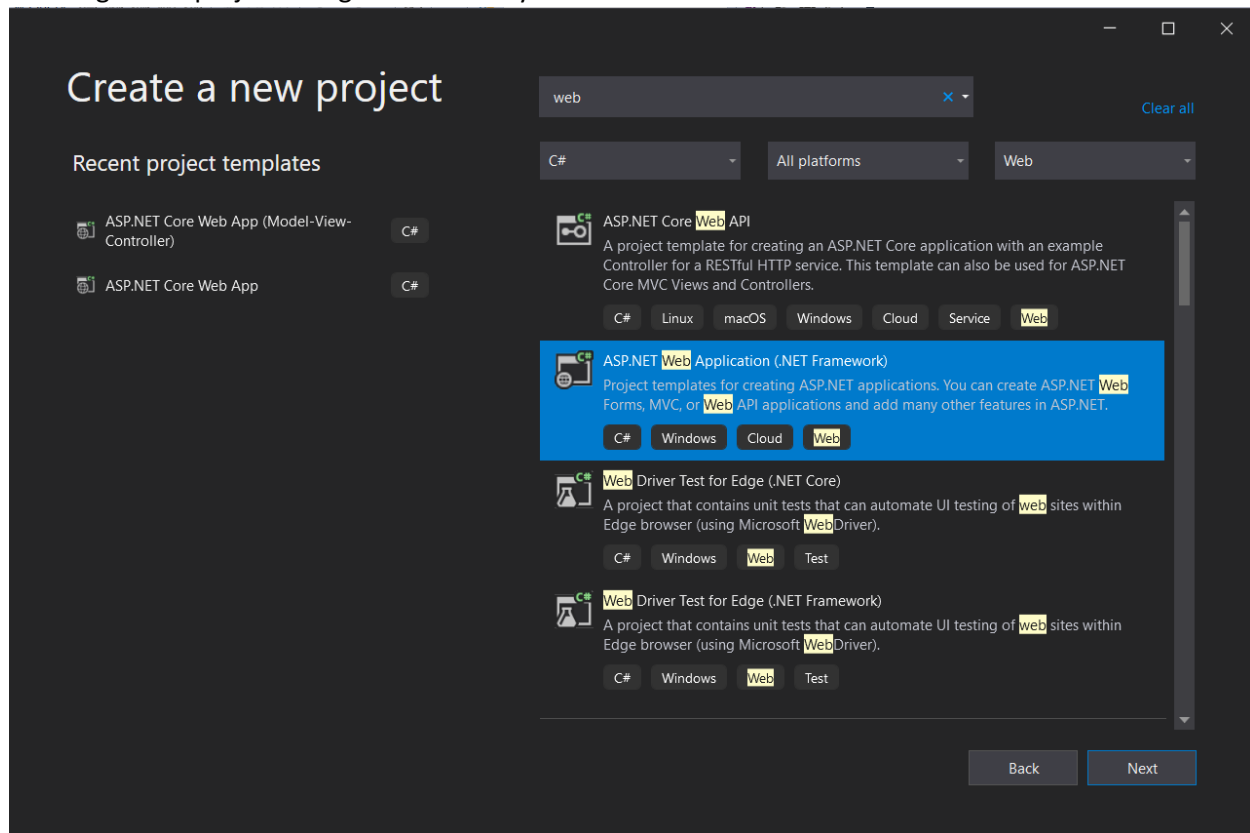 Create a new project
web
Clear all
Recent project templates
C#
All platforms
Web
ASP.NET Core Web App (Model-View-
Controller)
C#
ASP.NET Core Web App
C#
ASP.NET Core Web API
A project template for creating an ASP.NET Core application with an example
Controller for a RESTful HTTP service. This template can also be used for ASP.NET
Core MVC Views and Controllers.
C# Linux macOS Windows Cloud Service Web
ASP.NET Web Application (.NET Framework)
Project templates for creating ASP.NET applications. You can create ASP.NET Web
Forms, MVC, or Web API applications and add many other features in ASP.NET.
C# Windows Cloud Web
Web Driver Test for Edge (.NET Core)
A project that contains unit tests that can automate UI testing of web sites within
Edge browser (using Microsoft WebDriver).
C# Windows Web Test
Web Driver Test for Edge (.NET Framework)
A project that contains unit tests that can automate UI testing of web sites within
Edge browser (using Microsoft WebDriver).
C# Windows Web Test
Back
Next